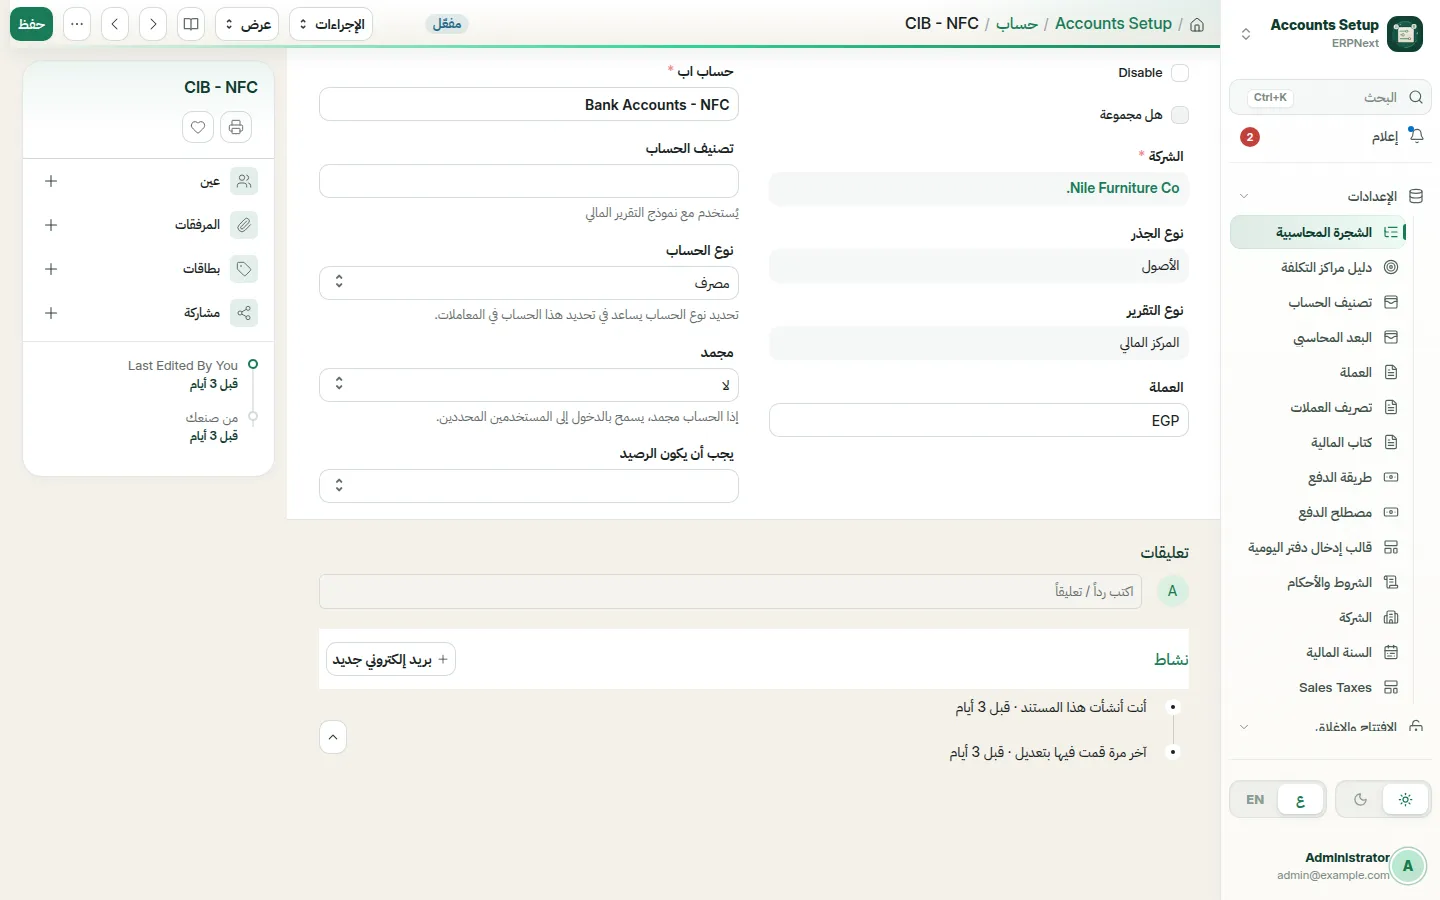 Accounts Setup
ERPNext
البحث
Ctrl+K
إعلام
2
الإعدادات
الشجرة المحاسبية
دليل مراكز التكلفة
تصنيف الحساب
البعد المحاسبي
العملة
تصريف العملات
كتاب المالية
طريقة الدفع
مصطلح الدفع
قالب إدخال دفتر اليومية
الشروط والأحكام
الشركة
السنة المالية
Sales Taxes
الافتتاح والإغلاق
ع
EN
Administrator
admin@example.com
A
/ Accounts Setup / حساب / CIB - NFC
مفعّل
الإجراءات
عرض
حفظ
Disable
هل مجموعة
الشركة *
Nile Furniture Co.
نوع الجذر
الأصول
نوع التقرير
المركز المالي
العملة
EGP
حساب اب *
Bank Accounts - NFC
تصنيف الحساب
يُستخدم مع نموذج التقرير المالي
نوع الحساب
مصرف
تحديد نوع الحساب يساعد في تحديد هذا الحساب في المعاملات.
مجمد
لا
إذا الحساب مجمد، يسمح بالدخول إلى المستخدمين المحددين.
يجب أن يكون الرصيد
تعليقات
A
اكتب رداً / تعليقاً
نشاط
بريد إلكتروني جديد
أنت أنشأت هذا المستند · قبل 3 أيام
آخر مرة قمت فيها بتعديل · قبل 3 أيام
CIB - NFC
عين
المرفقات
بطاقات
مشاركة
Last Edited By You
قبل 3 أيام
من صنعك
قبل 3 أيام